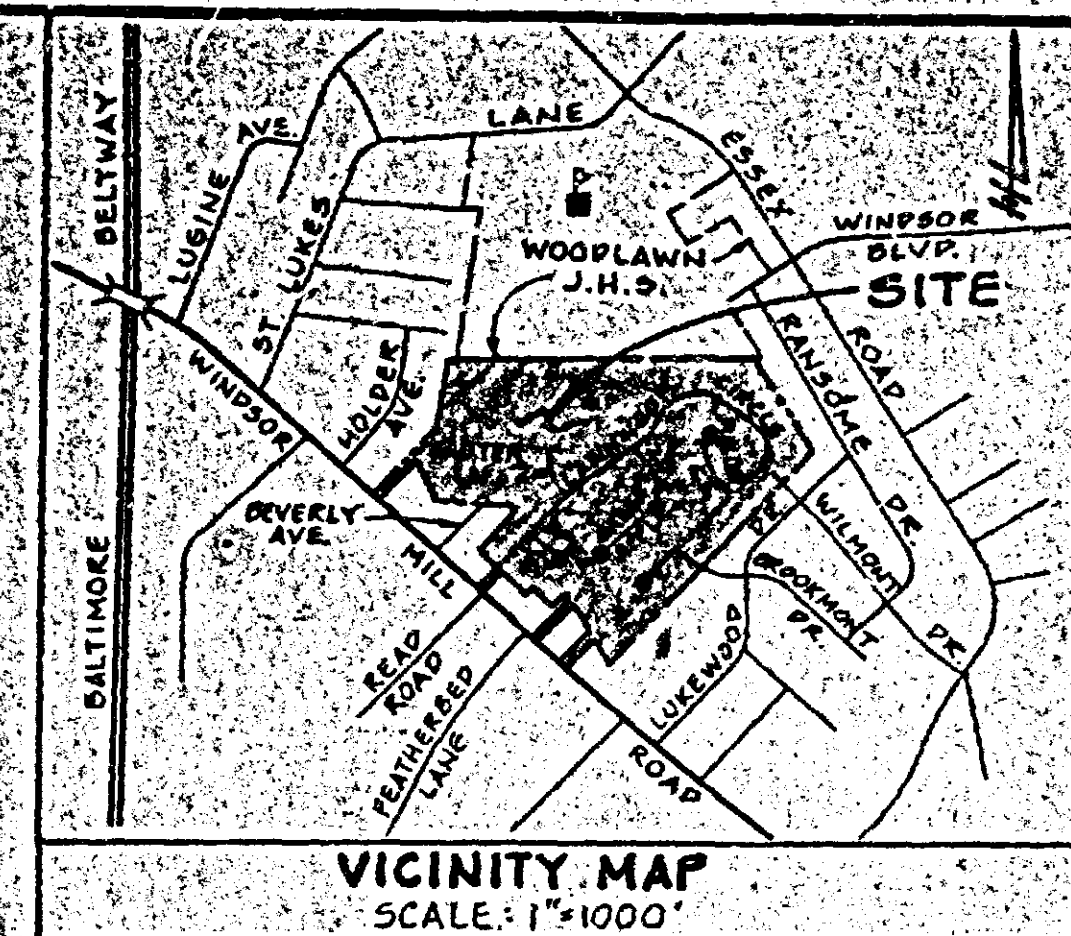 BALTIMORE BELTWAY
LUGINE AVE.
ST LUKES LANE
ESSEX ROAD
WINDSOR
BLVD.
SITE
WOODLAWN
J.H.S.
RANSOME DR.
HOLDER
AVE.
WINDSOR MILL ROAD
BEVERLY
AVE.
CIRCLE
WILMONT DR.
BROOKMONT
DR.
LUKEWOOD DR.
READ
ROAD
FEATHERBED
LANE
VICINITY MAP
SCALE: 1"=1000'